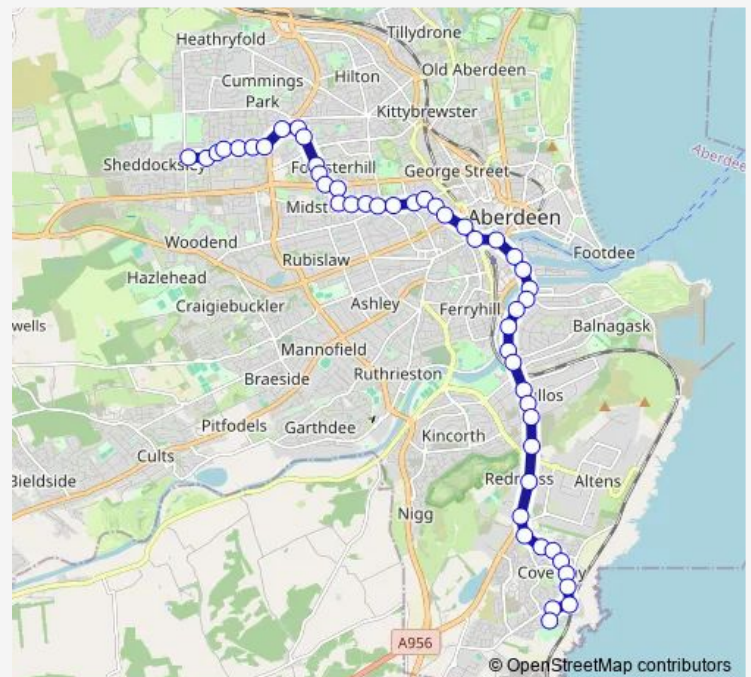 Heathryfold
Tillydrone
Cummings
Park
Hilton
Old Aberdeen
Kittybrewster
Aberdee
Sheddocksley
George Street
Midst
Aberdeen
Woodend
Rubislaw
Footdee
Hazlehead
Craigiebuckler
Ashley
Ferryhill
Balnagask
wells
Mannofield
Braeside
Ruthrieston
llos
Pitfodels
Garthdee
Kincorth
Cults
Bieldside
Altens
Nigg
A956
© OpenStreetMap contributors